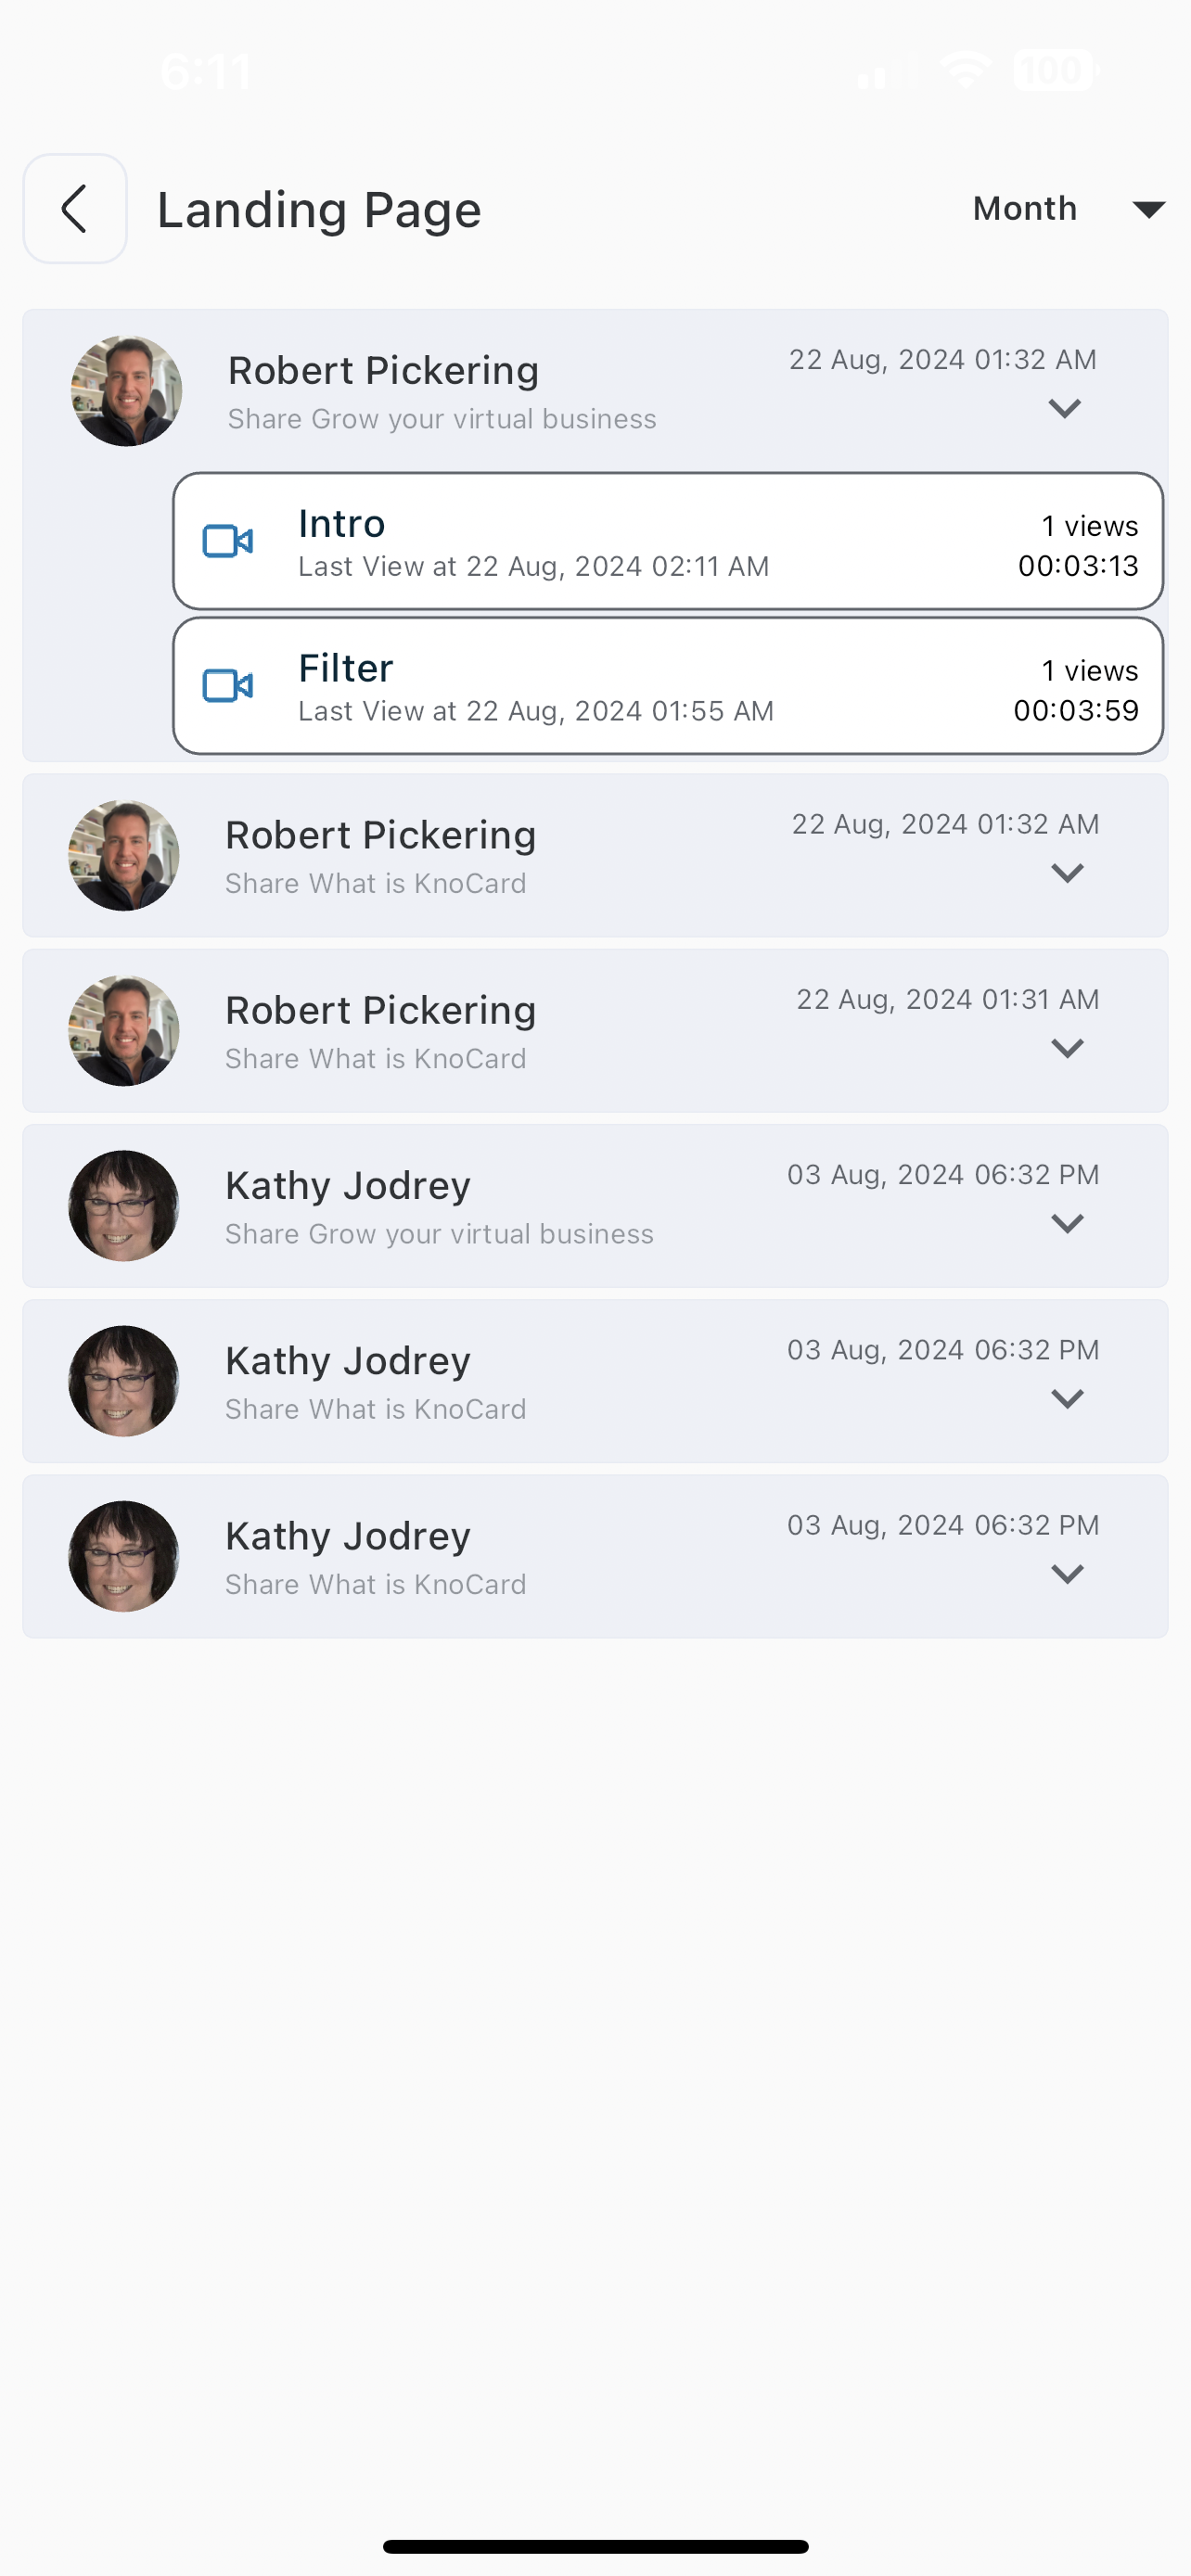 6:11
100
Landing Page
Month
Robert Pickering
22 Aug, 2024 01:32 AM
Share Grow your virtual business
Intro
1 views
Last View at 22 Aug, 2024 02:11 AM
00:03:13
Filter
1 views
Last View at 22 Aug, 2024 01:55 AM
00:03:59
Robert Pickering
22 Aug, 2024 01:32 AM
Share What is KnoCard
Robert Pickering
22 Aug, 2024 01:31 AM
Share What is KnoCard
Kathy Jodrey
03 Aug, 2024 06:32 PM
Share Grow your virtual business
Kathy Jodrey
03 Aug, 2024 06:32 PM
Share What is KnoCard
Kathy Jodrey
03 Aug, 2024 06:32 PM
Share What is KnoCard